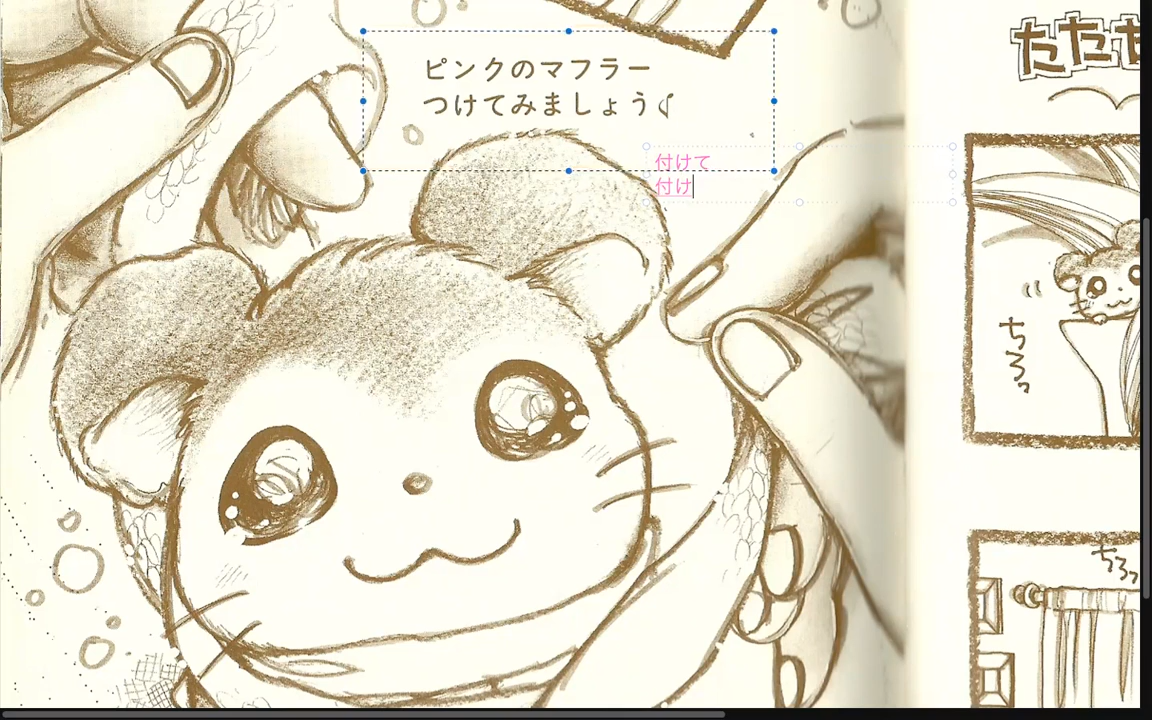 ピンクのマフラー
つけてみましょう♪
付けて
付け
たたせ
ちろっ
ちろっ